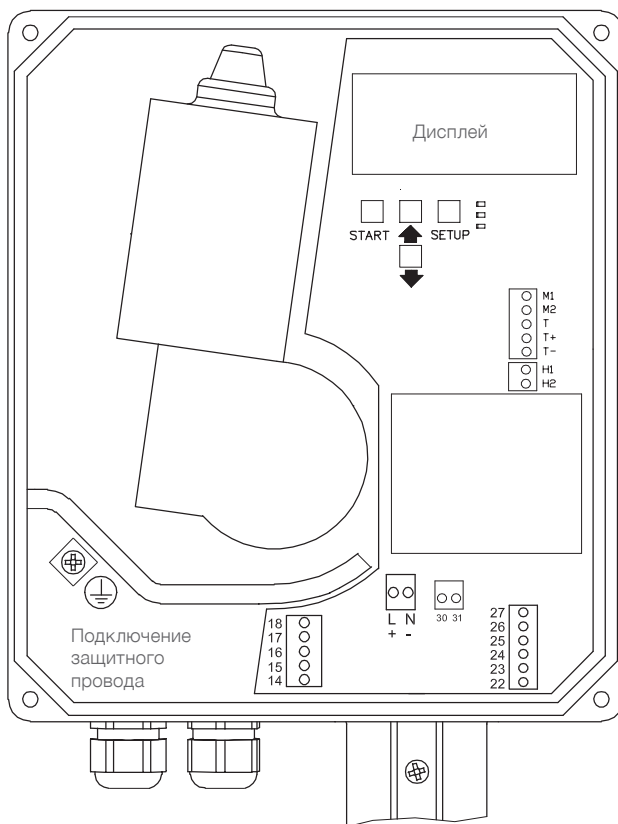 Дисплей
START
SETUP
M1
M2
T
T+
T-
H1
H2
L N
+ -
30 31
18
17
16
15
14
27
26
25
24
23
22
Подключение
защитного
провода